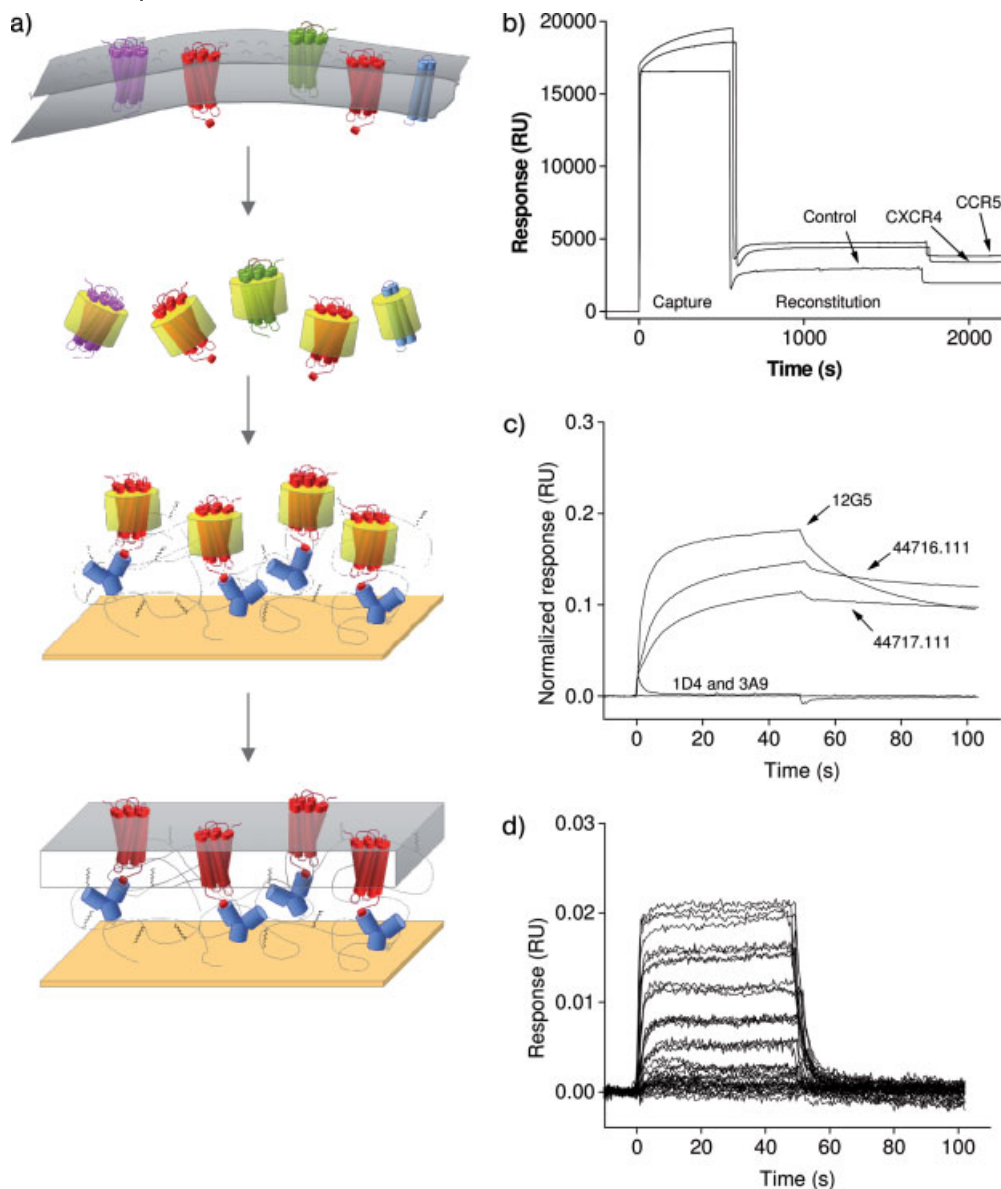 a)
b)
Response (RU)
20000
15000
10000
5000
0
Control
CXCR4
CCR5
Capture
Reconstitution
0
1000
2000
Time (s)
c)
Normalized response (RU)
0.3
0.2
0.1
0.0
12G5
44716.111
44717.111
1D4 and 3A9
0
20
40
60
80
100
Time (s)
d)
Response (RU)
0.03
0.02
0.01
0.00
0
20
40
60
80
100
Time (s)